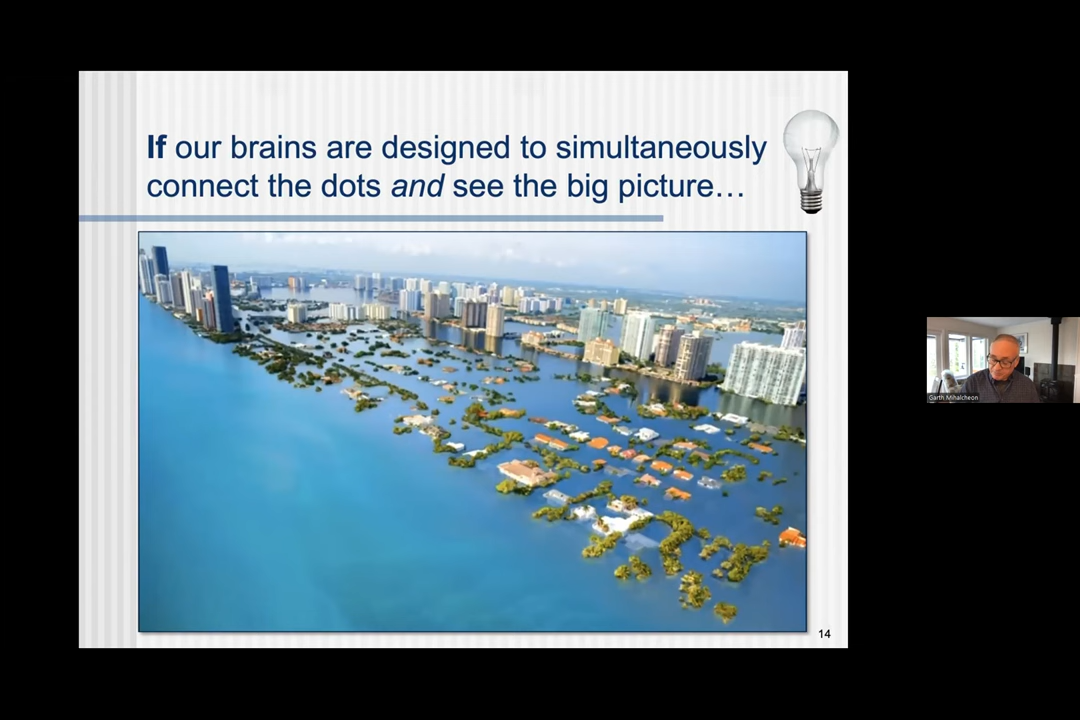 If our brains are designed to simultaneously
connect the dots and see the big picture…
14
Garth Mihalcheon